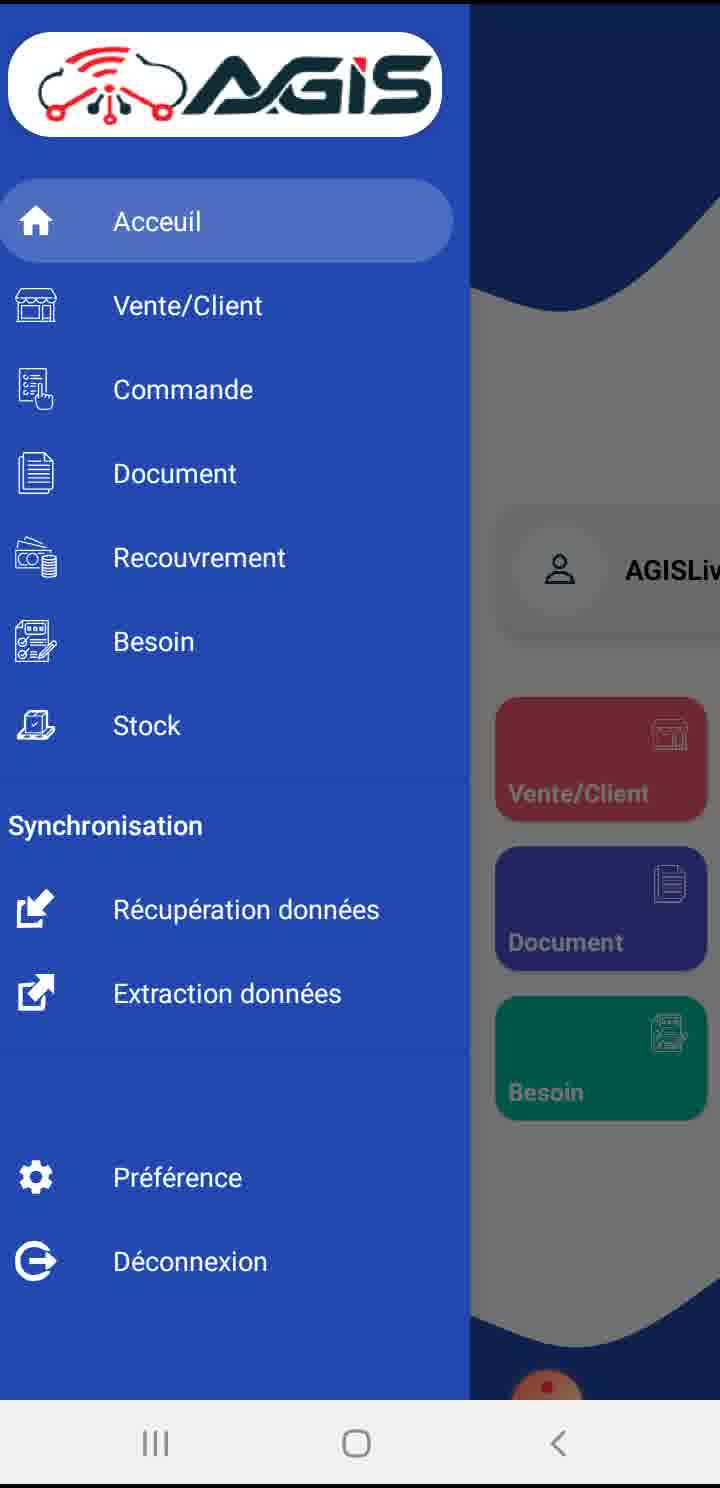 AGIS
Acceuil
Vente/Client
Commande
Document
Recouvrement
Besoin
Stock
Synchronisation
Récupération données
Extraction données
Préférence
Déconnexion
AGISLiv
Vente/Client
Document
Besoin